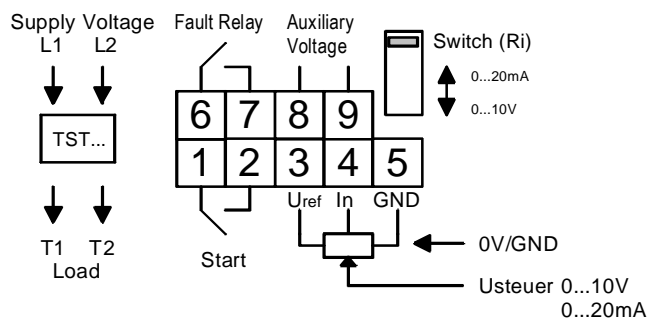 Supply Voltage
L1 L2
Fault Relay
Auxiliary
Voltage
Switch (Ri)
0...20mA
0...10V
TST...
6 7 8 9
1 2 3 4 5
Uref In GND
T1 T2
Load
Start
0V/GND
Usteuer 0...10V
0...20mA